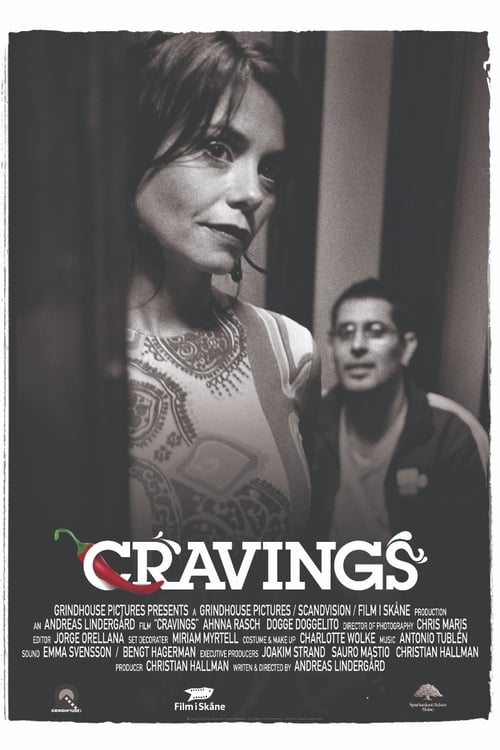 CRAVINGS
GRINDHOUSE PICTURES PRESENTS A GRINDHOUSE PICTURES / SCANDVISION / FILM I SKÅNE PRODUCTION
AN ANDREAS LINDERGÅRD FILM "CRAVINGS" AHNNA RASCH DOGGE DOGGELITO DIRECTOR OF PHOTOGRAPHY CHRIS MARIS
EDITOR JORGE ORELLANA SET DECORATER MIRIAM MYRTELL COSTUME & MAKE UP CHARLOTTE WOLKE MUSIC ANTONIO TUBLÉN
SOUND EMMA SVENSSON / BENGT HAGERMAN EXECUTIVE PRODUCERS JOAKIM STRAND SAURO MASTIO CHRISTIAN HALLMAN
PRODUCER CHRISTIAN HALLMAN WRITEN & DIRECTED BY ANDREAS LINDERGÅRD
GRINDHOUSE
Film i Skåne
Skåne